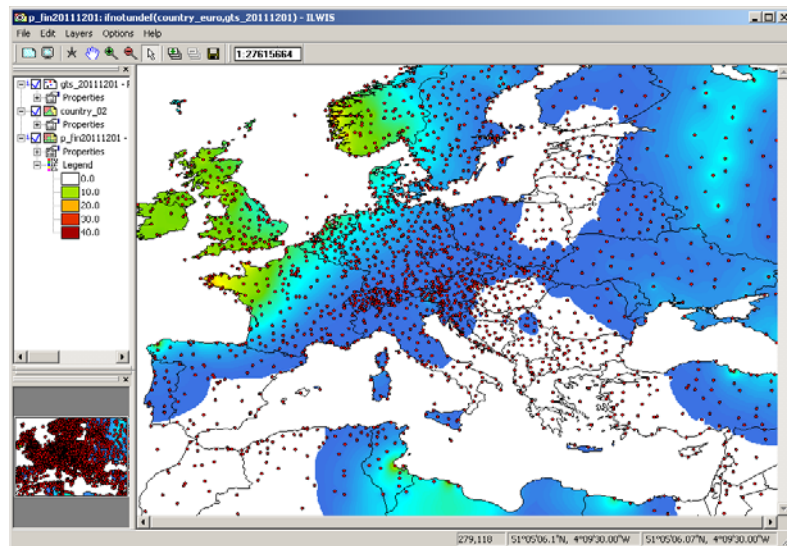 p_fin20111201: ifnotundef(country_euro,gts_20111201) - ILWIS
File Edit Layers Options Help
1:27615664
gts_20111201 -
Properties
country_02
Properties
p_fin20111201 -
Properties
Legend
0.0
10.0
20.0
30.0
40.0
279,118 51°05'06.1"N, 4°09'30.00"W 51°05'06.07"N, 4°09'30.00"W